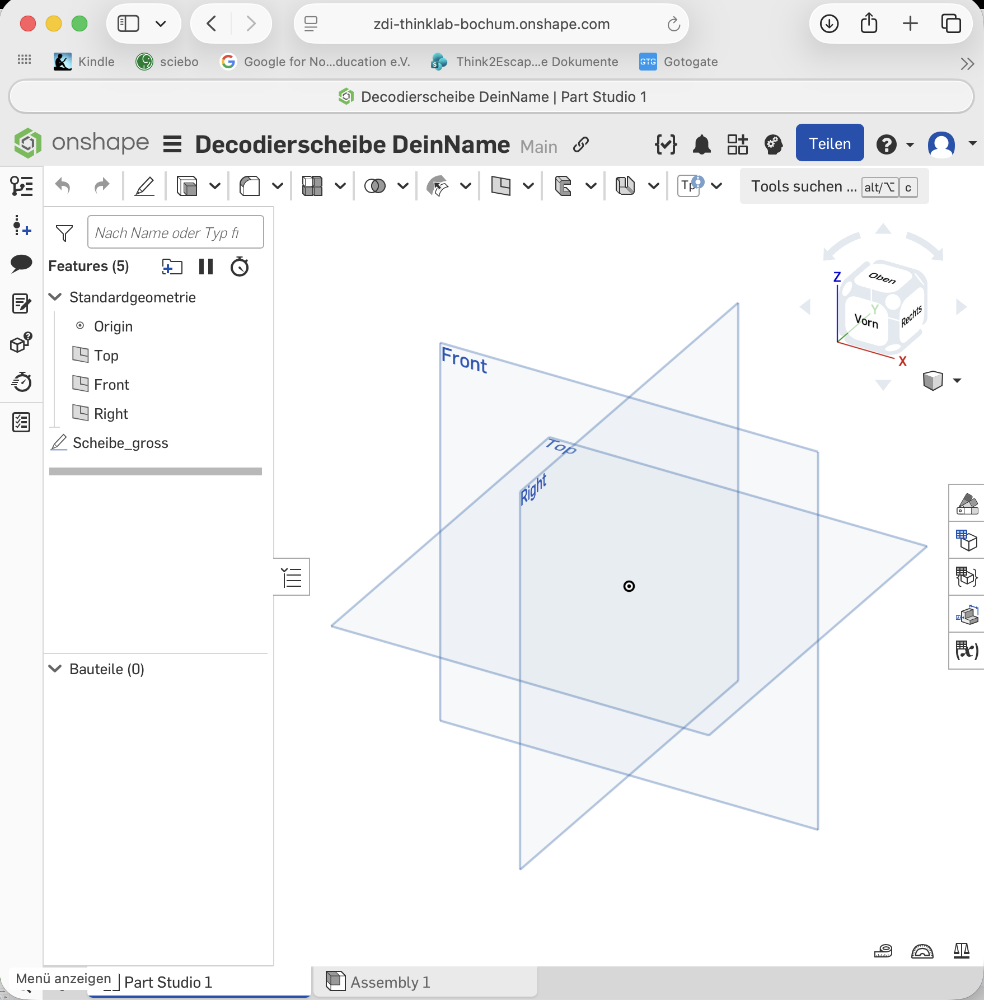 zdi-thinklab-bochum.onshape.com
Kindle
sciebo
Google for No...ducation e.V.
Think2Escap...e Dokumente
GTG
Gotogate
Decodierscheibe DeinName | Part Studio 1
onshape
Decodierscheibe DeinName Main
Teilen
Tools suchen ... alt/⌥ c
Nach Name oder Typ fi
Features (5)
Standardgeometrie
Origin
Top
Front
Right
Scheibe_gross
Bauteile (0)
Front
Top
Right
Z
Oben
Y
Vorn
Rechts
X
Menü anzeigen
Part Studio 1
Assembly 1